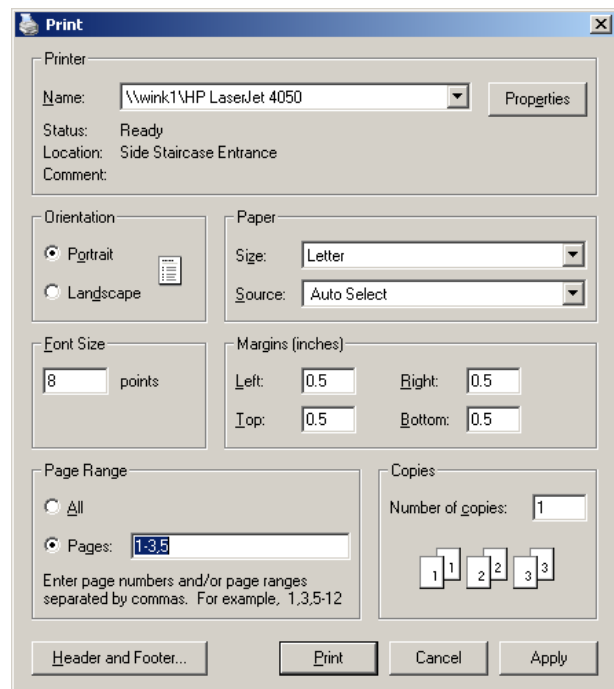 Print
Printer
Name: \\wink1\HP LaserJet 4050 Properties
Status: Ready
Location: Side Staircase Entrance
Comment:
Orientation
Portrait
Landscape
Paper
Size: Letter
Source: Auto Select
Font Size
8 points
Margins (inches)
Left: 0.5 Right: 0.5
Top: 0.5 Bottom: 0.5
Page Range
All
Pages: 1-3,5
Enter page numbers and/or page ranges
separated by commas. For example, 1,3,5-12
Copies
Number of copies: 1
1 1 2 2 3 3
Header and Footer... Print Cancel Apply